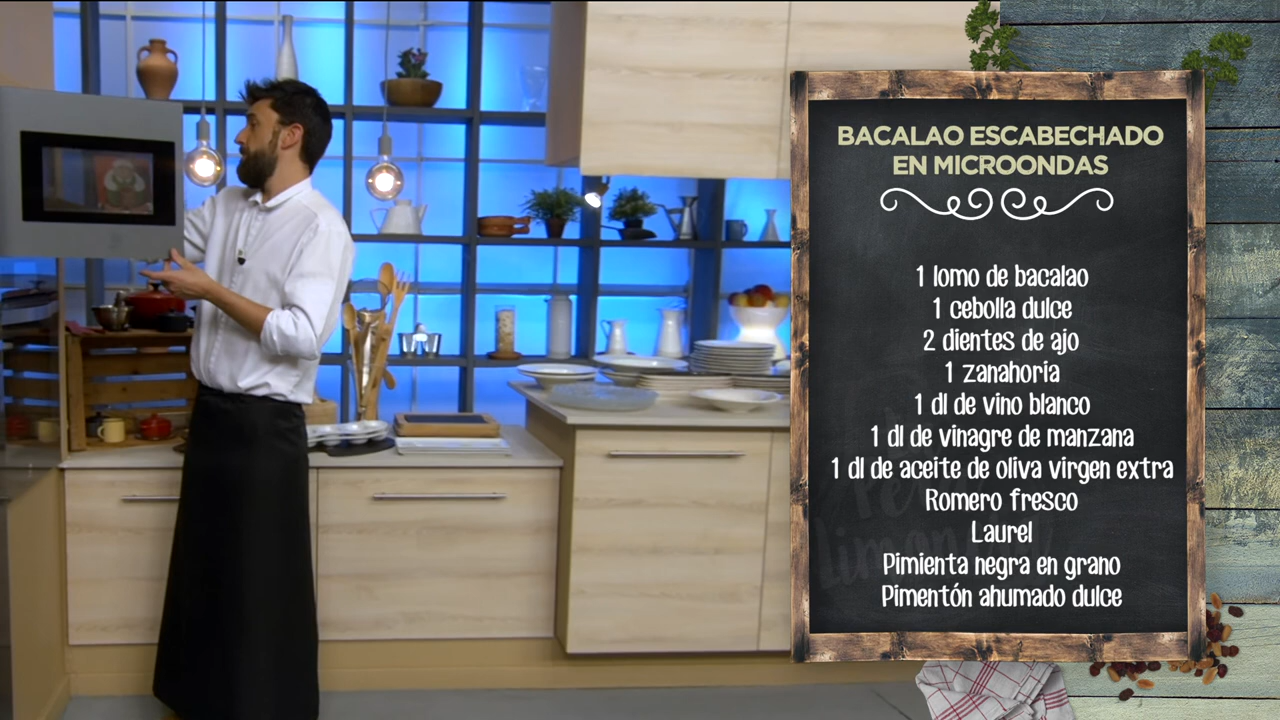 BACALAO ESCABECHADO
EN MICROONDAS
1 lomo de bacalao
1 cebolla dulce
2 dientes de ajo
1 zanahoria
1 dl de vino blanco
1 dl de vinagre de manzana
1 dl de aceite de oliva virgen extra
Romero fresco
Laurel
Pimienta negra en grano
Pimentón ahumado dulce